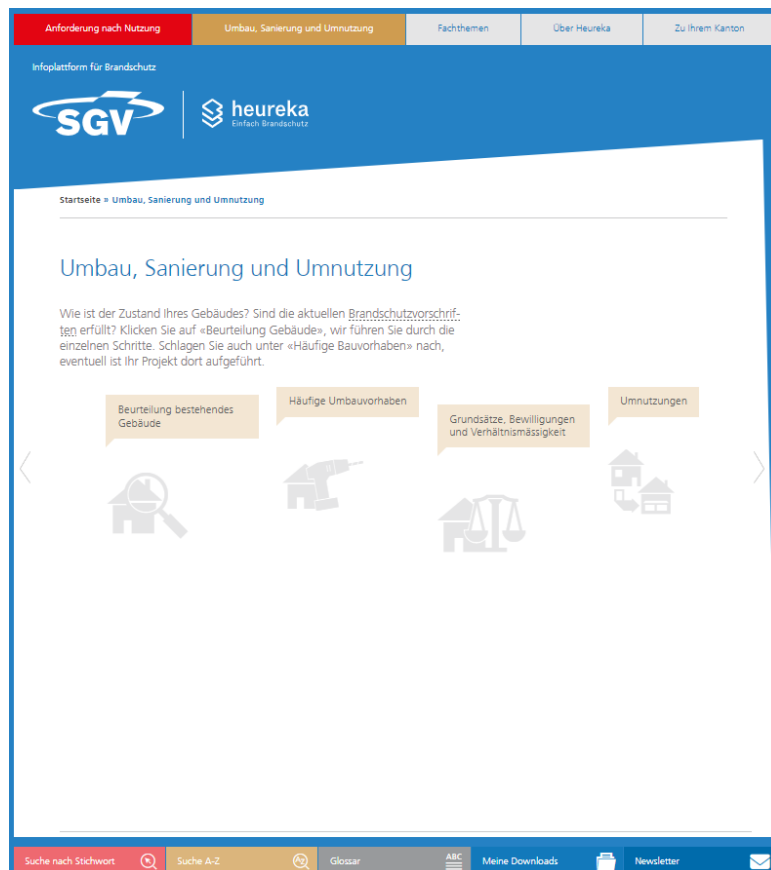 Anforderung nach Nutzung
Umbau, Sanierung und Umnutzung
Fachthemen
Über Heureka
Zu Ihrem Kanton
Infoplattform für Brandschutz
SGV
heureka
Einfach Brandschutz
Startseite » Umbau, Sanierung und Umnutzung
Umbau, Sanierung und Umnutzung
Wie ist der Zustand Ihres Gebäudes? Sind die aktuellen Brandschutzvorschrif-
ten erfüllt? Klicken Sie auf «Beurteilung Gebäude», wir führen Sie durch die
einzelnen Schritte. Schlagen Sie auch unter «Häufige Bauvorhaben» nach,
eventuell ist Ihr Projekt dort aufgeführt.
Beurteilung bestehendes
Gebäude
Häufige Umbauvorhaben
Grundsätze, Bewilligungen
und Verhältnismässigkeit
Umnutzungen
Suche nach Stichwort
Suche A-Z
AZ
Glossar
ABC
Meine Downloads
Newsletter